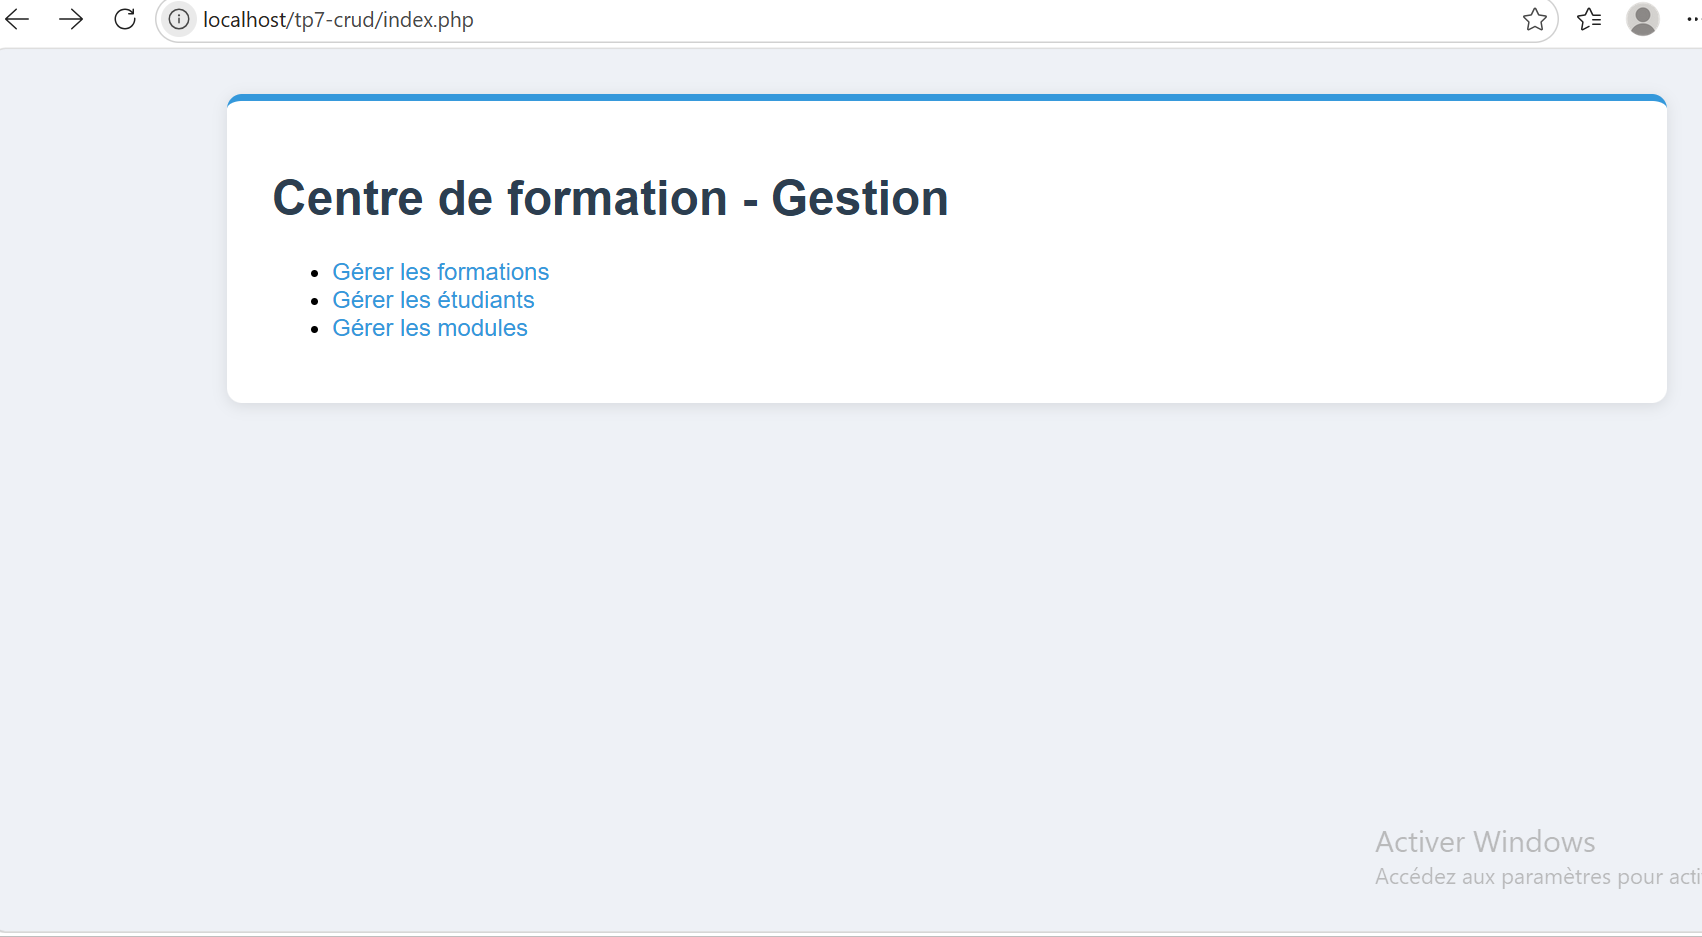 localhost/tp7-crud/index.php
Centre de formation - Gestion
Gérer les formations
Gérer les étudiants
Gérer les modules
Activer Windows
Accédez aux paramètres pour acti